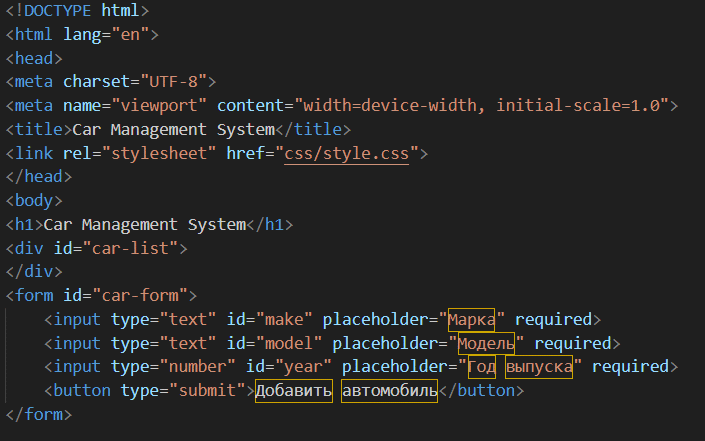 <!DOCTYPE html>
<html lang="en">
<head>
<meta charset="UTF-8">
<meta name="viewport" content="width=device-width, initial-scale=1.0">
<title>Car Management System</title>
<link rel="stylesheet" href="css/style.css">
</head>
<body>
<h1>Car Management System</h1>
<div id="car-list">
</div>
<form id="car-form">
    <input type="text" id="make" placeholder="Марка" required>
    <input type="text" id="model" placeholder="Модель" required>
    <input type="number" id="year" placeholder="Год выпуска" required>
    <button type="submit">Добавить автомобиль</button>
</form>